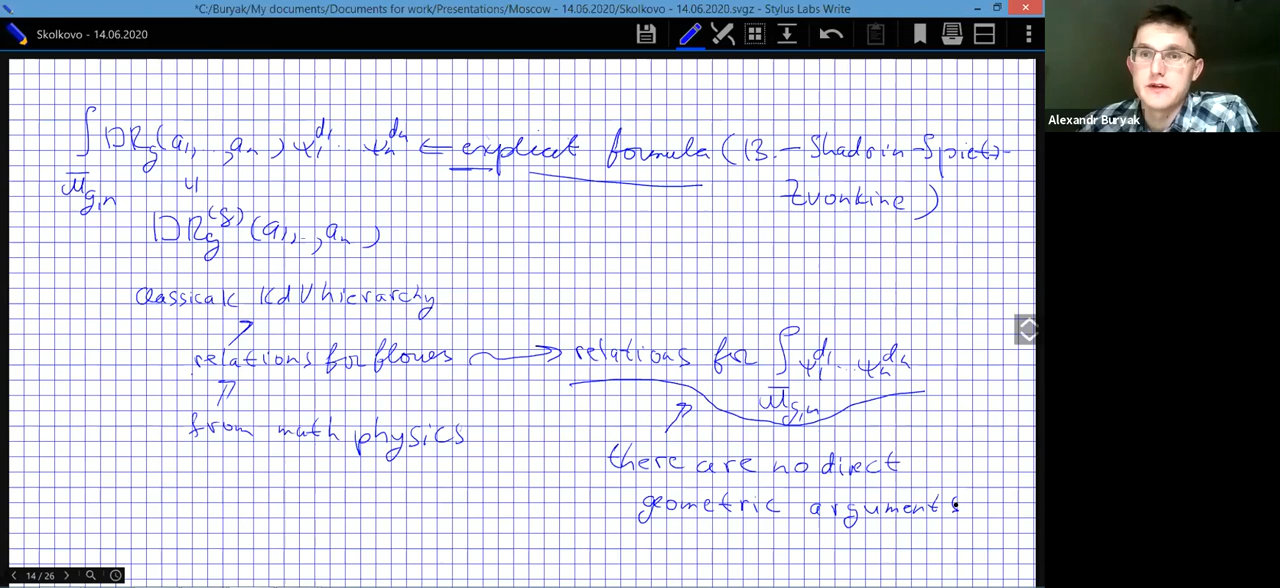 *C:/Buryak/My documents/Documents for work/Presentations/Moscow - 14.06.2020/Skolkovo - 14.06.2020.svgz - Stylus Labs Write
Skolkovo - 14.06.2020
Alexandr Buryak
∫_{M̄_{g,n}} DR_g(a_1,..,a_n) ψ_1^{d_1}...ψ_n^{d_n} ← explicit formula (B.-Shadrin-Spietz-
Zvonkine)
DR_g^{(g)}(a_1,..,a_n)
classical KdV hierarchy
relations for flows → relations for ∫_{M̄_{g,n}} ψ_1^{d_1}...ψ_n^{d_n}
from math physics
there are no direct
geometric arguments
14 / 26